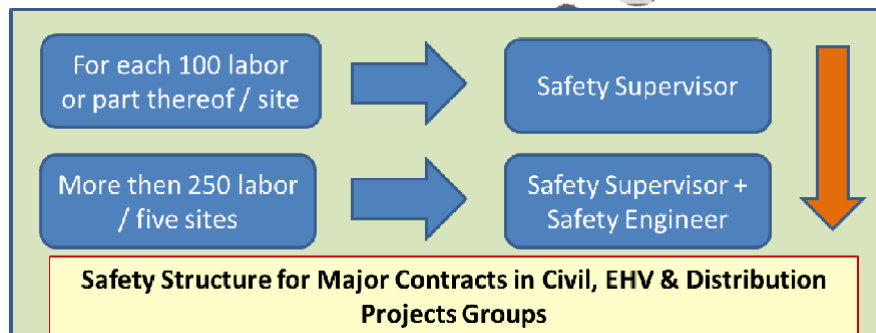 For each 100 labor
or part thereof / site
Safety Supervisor
More then 250 labor
/ five sites
Safety Supervisor +
Safety Engineer
Safety Structure for Major Contracts in Civil, EHV & Distribution
Projects Groups